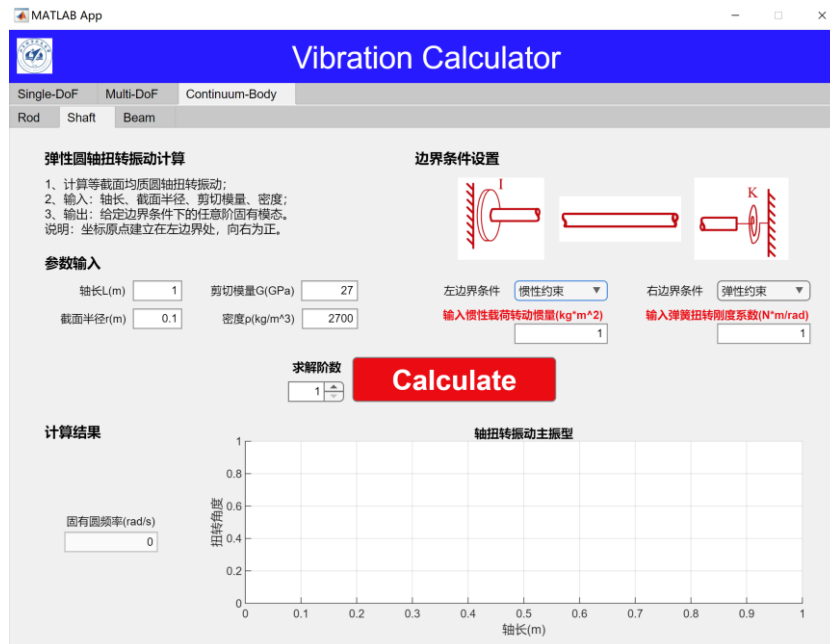 MATLAB App
Vibration Calculator
Single-DoF Multi-DoF Continuum-Body
Rod Shaft Beam
弹性圆轴扭转振动计算
1、计算等截面均质圆轴扭转振动；
2、输入：轴长、截面半径、剪切模量、密度；
3、输出：给定边界条件下的任意阶固有模态。
说明：坐标原点建立在左边界处，向右为正。
边界条件设置
I
K
参数输入
轴长L(m) 1 剪切模量G(GPa) 27
截面半径r(m) 0.1 密度ρ(kg/m^3) 2700
左边界条件 惯性约束 右边界条件 弹性约束
输入惯性载荷转动惯量(kg*m^2) 输入弹簧扭转刚度系数(N*m/rad)
1 1
求解阶数
1
Calculate
计算结果
固有圆频率(rad/s)
0
轴扭转振动主振型
扭转角度
1
0.8
0.6
0.4
0.2
0
0 0.1 0.2 0.3 0.4 0.5 0.6 0.7 0.8 0.9 1
轴长(m)